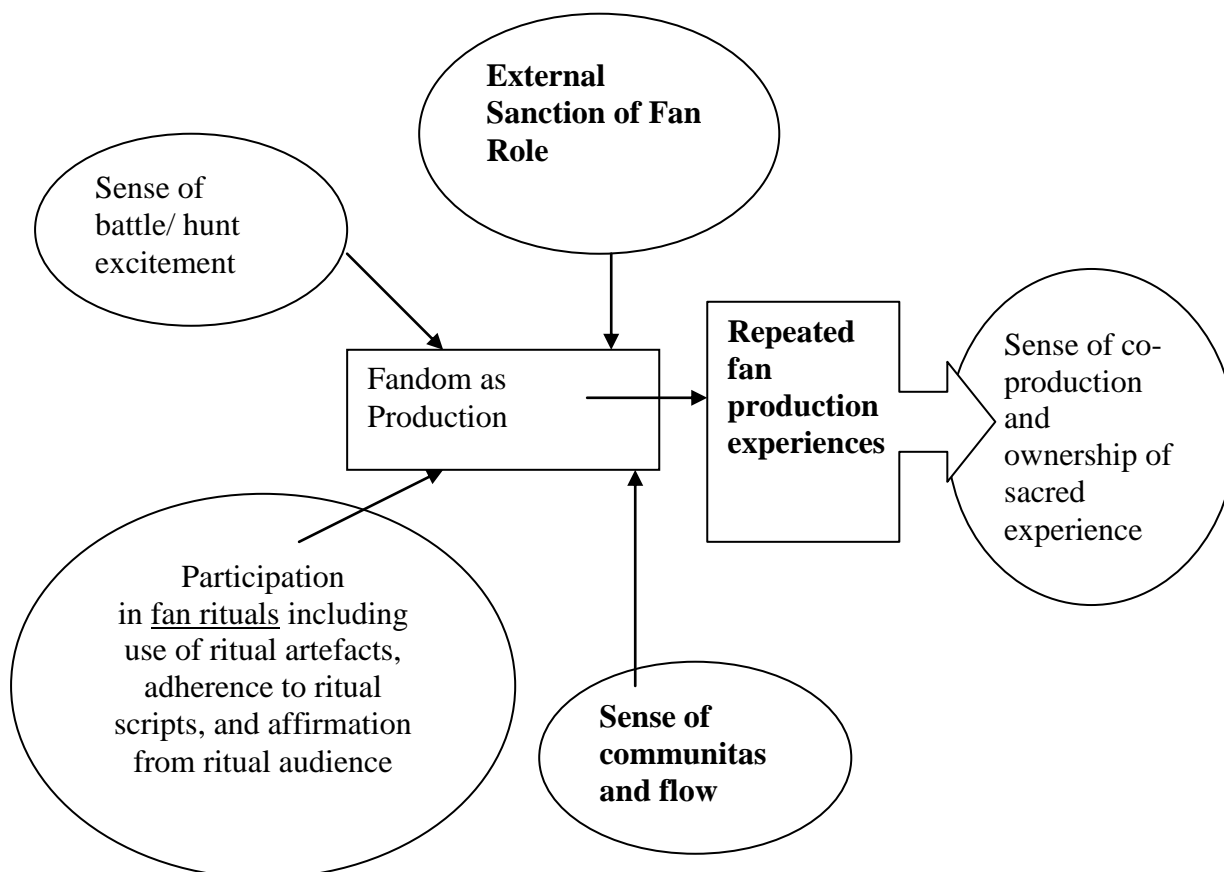 External
Sanction of Fan
Role
Sense of
battle/ hunt
excitement
Fandom as
Production
Repeated
fan
production
experiences
Sense of co-
production
and
ownership of
sacred
experience
Participation
in fan rituals including
use of ritual artefacts,
adherence to ritual
scripts, and affirmation
from ritual audience
Sense of
communitas
and flow